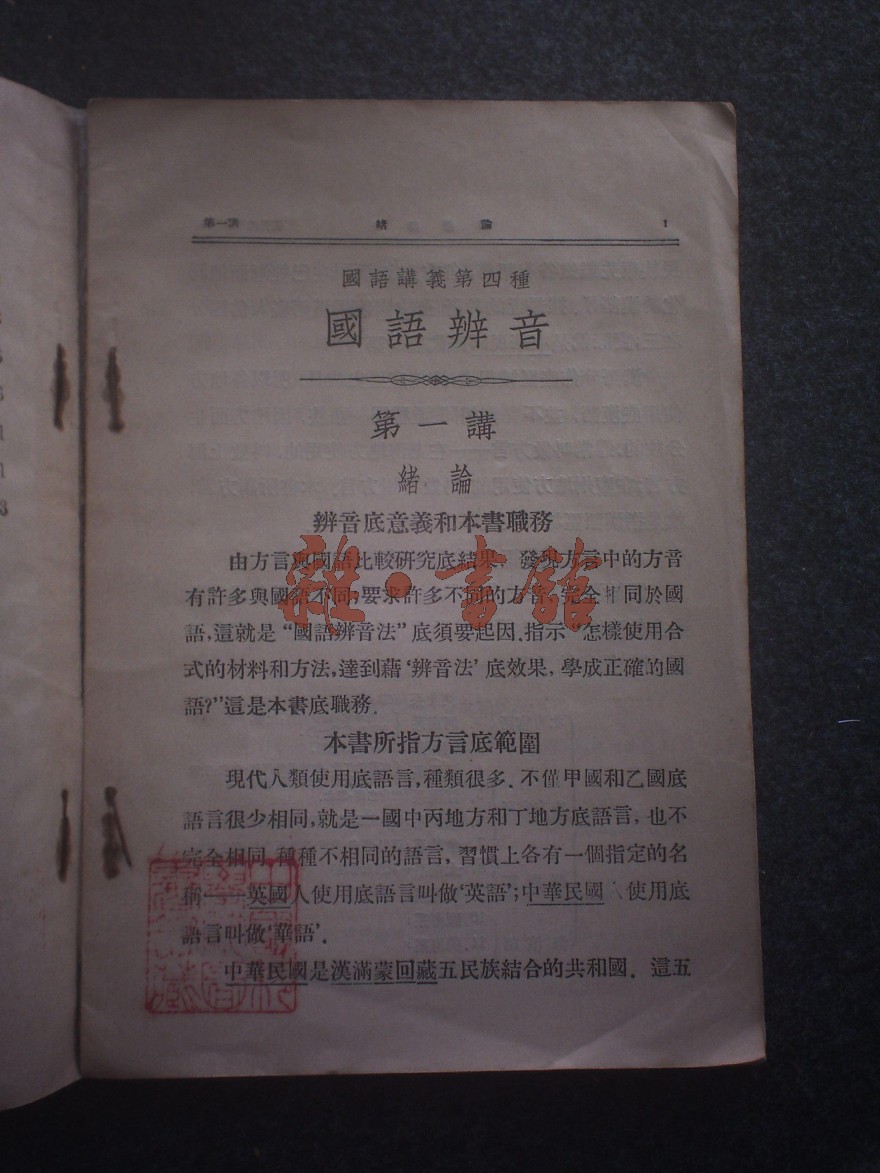 第一講 緒論 1
國語講義第四種
國語辨音
第一講
緒論
辨音底意義和本書職務
由方言與國語比較研究底結果，發現方言中的方音
有許多與國語不同；要求許多不同的方音，完全相同於國
語，這就是“國語辨音法”底須要起因．指示“怎樣使用合
式的材料和方法，達到藉‘辨音法’底效果，學成正確的國
語？”這是本書底職務．
本書所指方言底範圍
現代人類使用底語言，種類很多、不僅甲國和乙國底
語言很少相同，就是一國中丙地方和丁地方底語言，也不
完全相同．種種不相同的語言，習慣上各有一個指定的名
稱——英國人使用底語言叫做‘英語’；中華民國人使用底
語言叫做‘華語’．
中華民國是漢滿蒙回藏五民族結合的共和國．這五
雜·書館